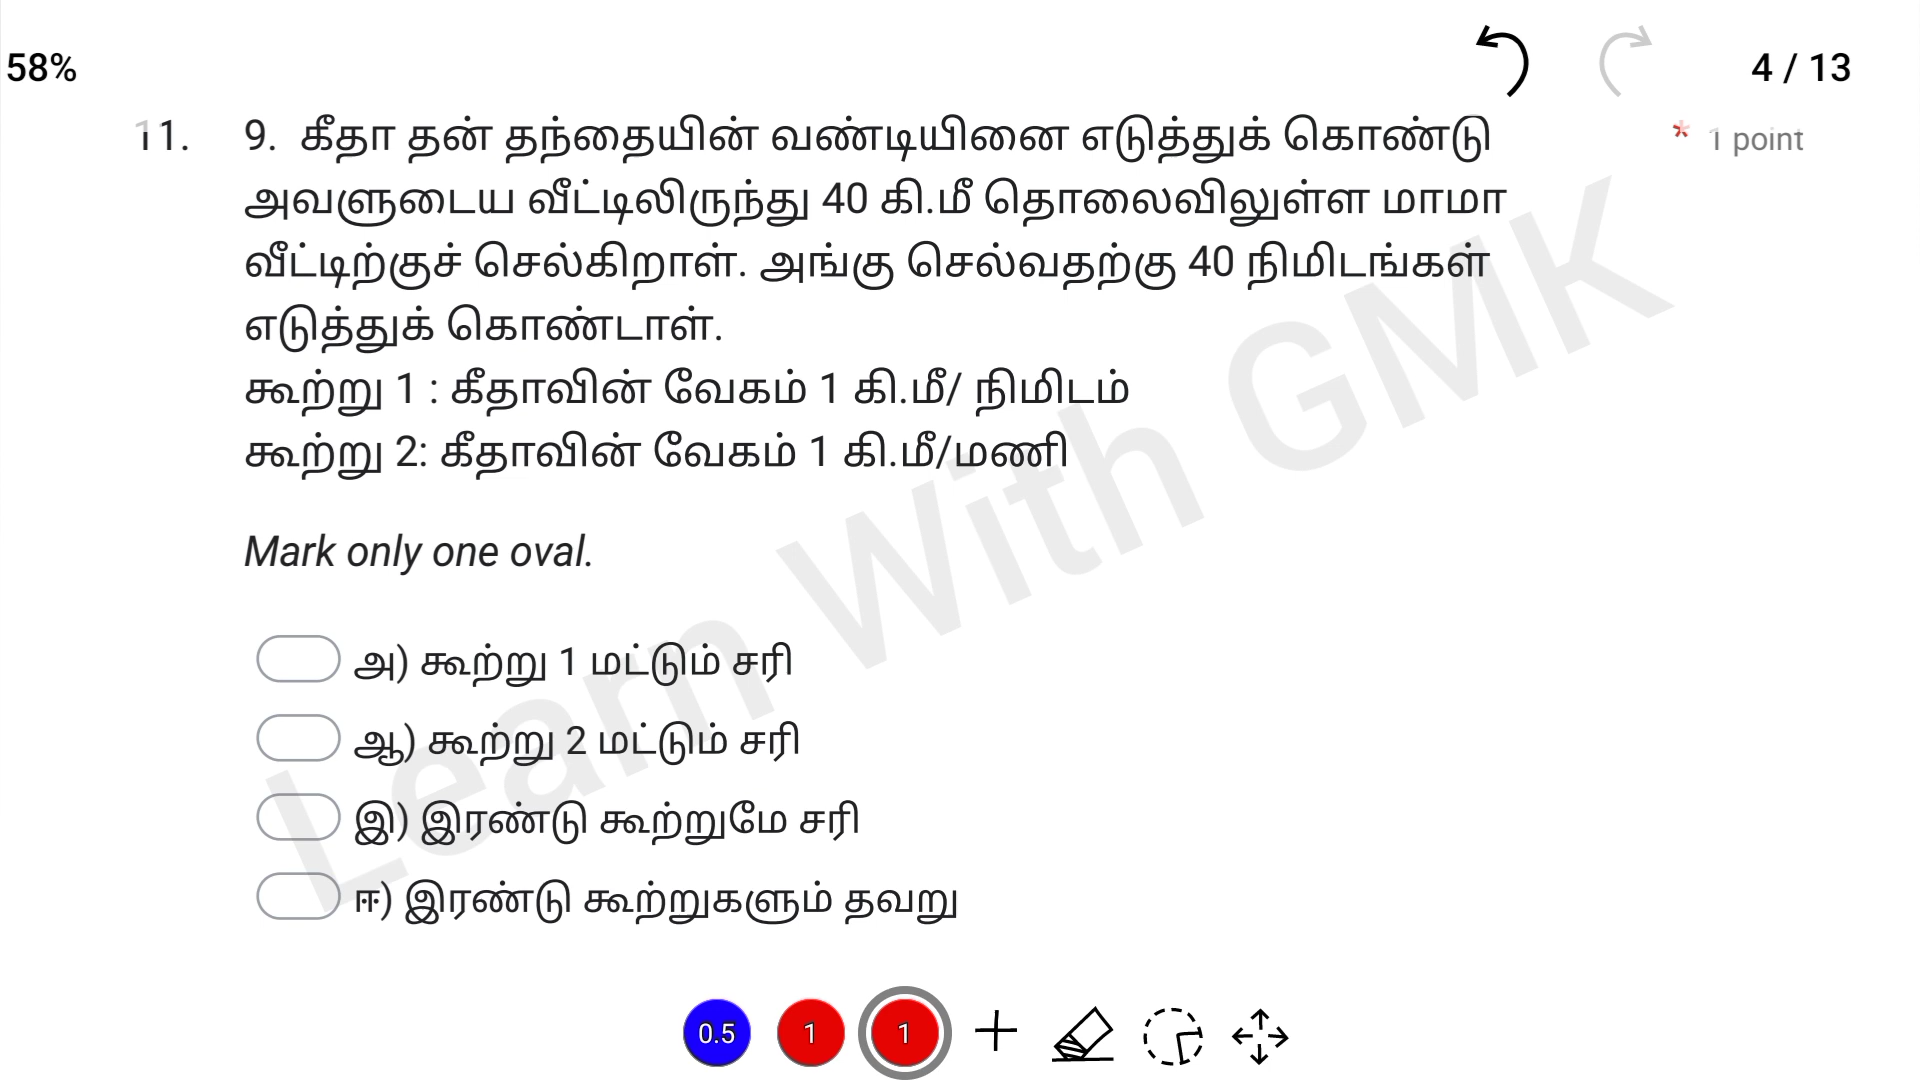 58%
4 / 13
11. 9. கீதா தன் தந்தையின் வண்டியினை எடுத்துக் கொண்டு * 1 point
அவளுடைய வீட்டிலிருந்து 40 கி.மீ தொலைவிலுள்ள மாமா
வீட்டிற்குச் செல்கிறாள். அங்கு செல்வதற்கு 40 நிமிடங்கள்
எடுத்துக் கொண்டாள்.
கூற்று 1 : கீதாவின் வேகம் 1 கி.மீ/ நிமிடம்
கூற்று 2: கீதாவின் வேகம் 1 கி.மீ/மணி
Mark only one oval.
அ) கூற்று 1 மட்டும் சரி
ஆ) கூற்று 2 மட்டும் சரி
இ) இரண்டு கூற்றுமே சரி
ஈ) இரண்டு கூற்றுகளும் தவறு
Learn With GMK
0.5 1 1